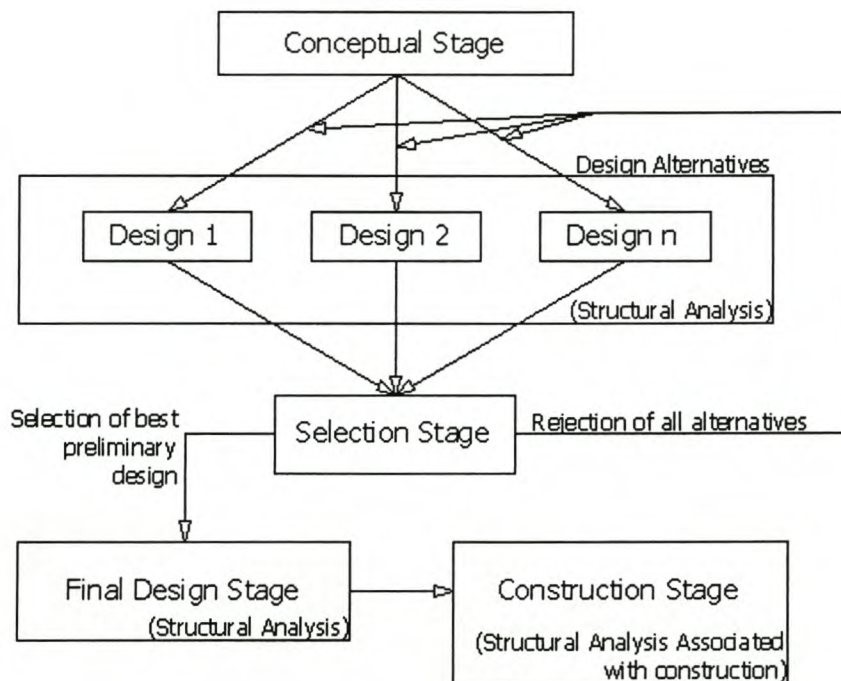 Conceptual Stage
Design Alternatives
Design 1
Design 2
Design n
(Structural Analysis)
Selection of best
preliminary
design
Selection Stage
Rejection of all alternatives
Final Design Stage
(Structural Analysis)
Construction Stage
(Structural Analysis Associated
with construction)